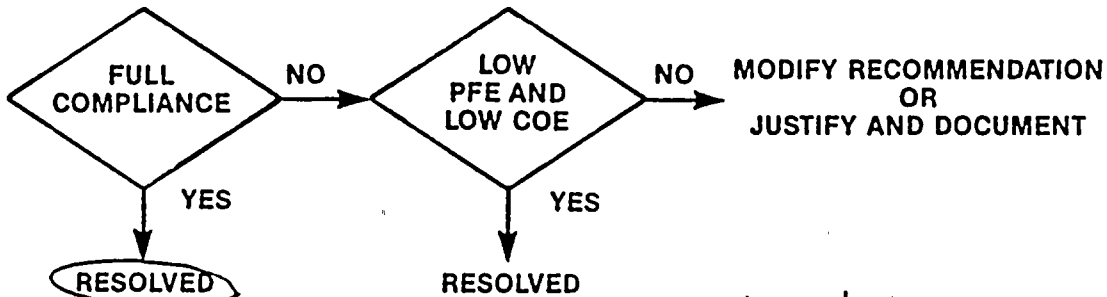 FULL
COMPLIANCE
NO
LOW
PFE AND
LOW COE
NO
MODIFY RECOMMENDATION
OR
JUSTIFY AND DOCUMENT
YES
YES
RESOLVED
RESOLVED